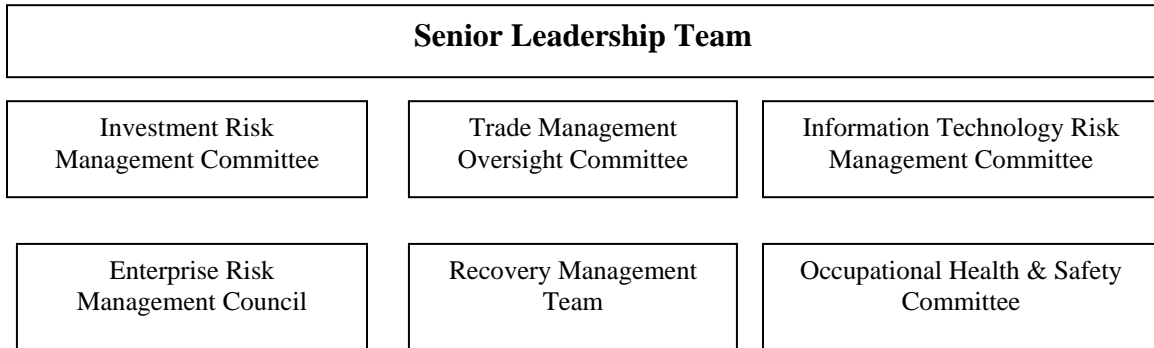 Senior Leadership Team
Investment Risk
Management Committee
Trade Management
Oversight Committee
Information Technology Risk
Management Committee
Enterprise Risk
Management Council
Recovery Management
Team
Occupational Health & Safety
Committee